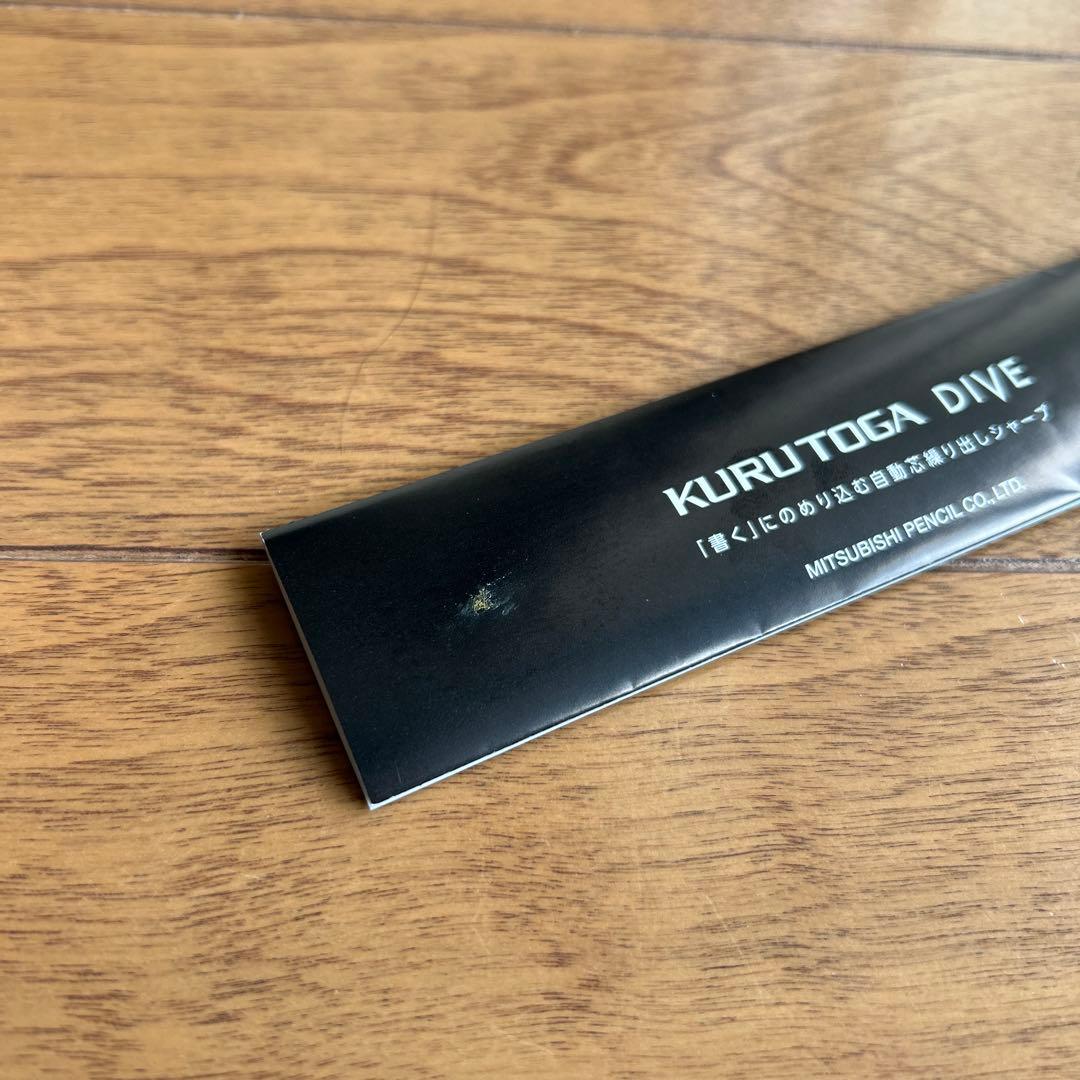 KURUTOGA DIVE
「書く」にのめり込む自動芯繰り出しシャープ
MITSUBISHI PENCIL CO.,LTD.